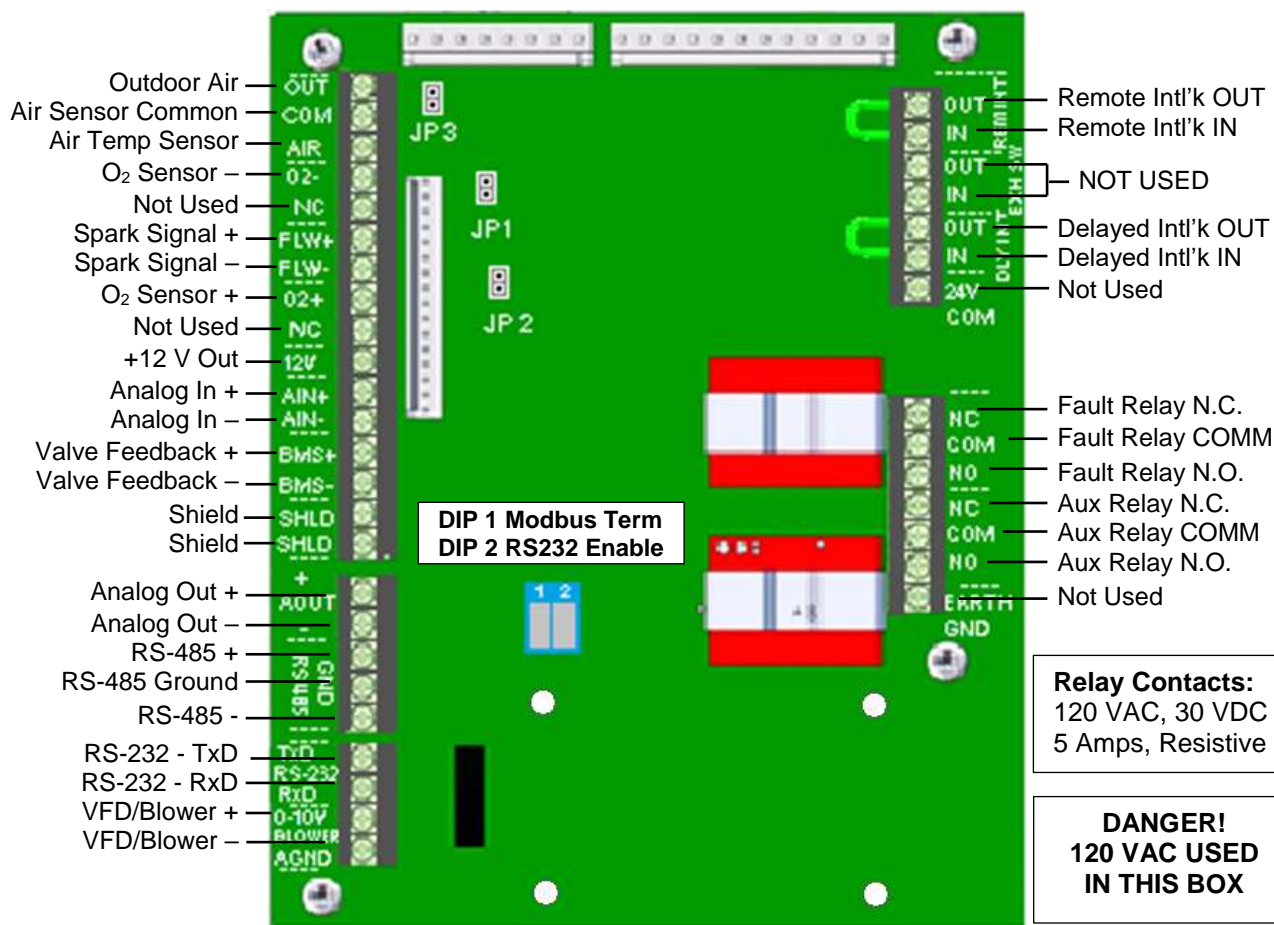 Outdoor Air
Air Sensor Common
Air Temp Sensor
O₂ Sensor –
Not Used
Spark Signal +
Spark Signal –
O₂ Sensor +
Not Used
+12 V Out
Analog In +
Analog In –
Valve Feedback +
Valve Feedback –
Shield
Shield
Analog Out +
Analog Out –
RS-485 +
RS-485 Ground
RS-485 -
RS-232 - TxD
RS-232 - RxD
VFD/Blower +
VFD/Blower –
OUT
COM
AIR
O2-
NC
FLW+
FLW-
O2+
NC
12V
AIN+
AIN-
BMS+
BMS-
SHLD
SHLD
+
AOUT
-
GND
RS485
TxD
RS-232
RxD
0-10V
BLOWER
AGND
JP3
JP1
JP 2
DIP 1 Modbus Term
DIP 2 RS232 Enable
1 2
OUT
IN
REMINTL
OUT
IN
EXH SW
OUT
IN
DLYINT
24V
COM
NC
COM
NO
NC
COM
NO
EARTH
GND
Remote Intl'k OUT
Remote Intl'k IN
NOT USED
Delayed Intl'k OUT
Delayed Intl'k IN
Not Used
Fault Relay N.C.
Fault Relay COMM
Fault Relay N.O.
Aux Relay N.C.
Aux Relay COMM
Aux Relay N.O.
Not Used
Relay Contacts:
120 VAC, 30 VDC
5 Amps, Resistive
DANGER!
120 VAC USED
IN THIS BOX